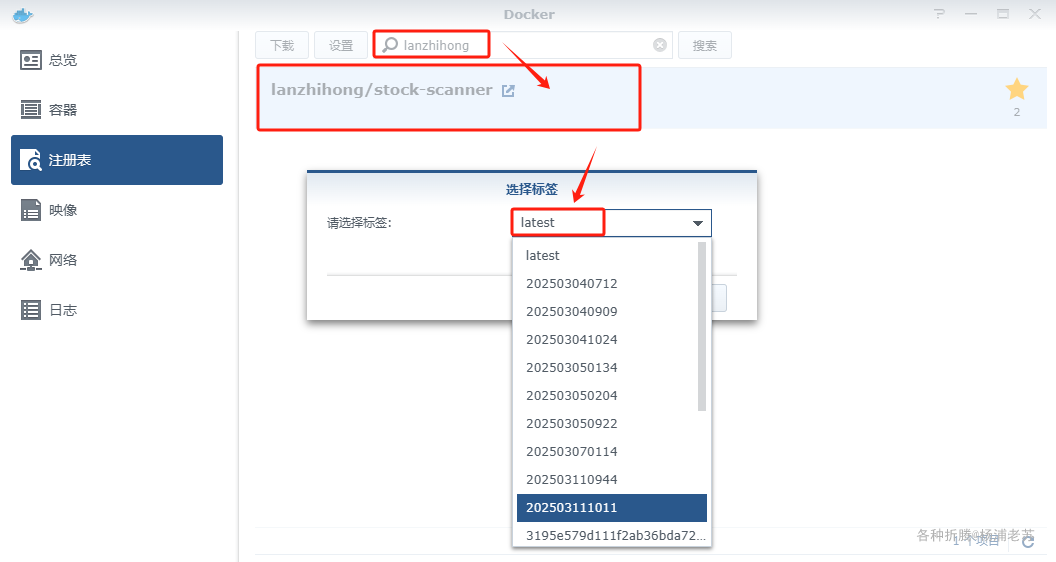 Docker
总览
容器
注册表
映像
网络
日志
下载
设置
lanzhihong
搜索
lanzhihong/stock-scanner
2
选择标签
请选择标签:
latest
latest
202503040712
202503040909
202503041024
202503050134
202503050204
202503050922
202503070114
202503110944
202503111011
3195e579d111f2ab36bda72...
1 个项目
各种折腾@杨浦老苏